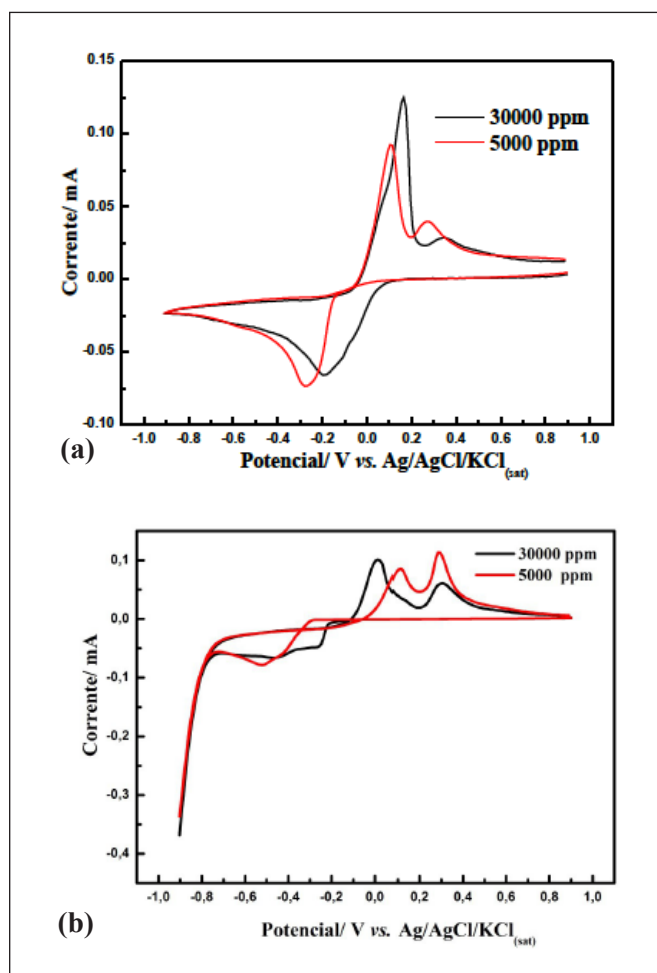 0.15
0.10
0.05
0.00
-0.05
-0.10
Corrente/ mA
30000 ppm
5000 ppm
-1.0 -0.8 -0.6 -0.4 -0.2 0.0 0.2 0.4 0.6 0.8 1.0
Potencial/ V vs. Ag/AgCl/KCl(sat)
(a)
0,1
0,0
-0,1
-0,2
-0,3
-0,4
Corrente/ mA
30000 ppm
5000 ppm
-1,0 -0,8 -0,6 -0,4 -0,2 0,0 0,2 0,4 0,6 0,8 1,0
Potencial/ V vs. Ag/AgCl/KCl(sat)
(b)